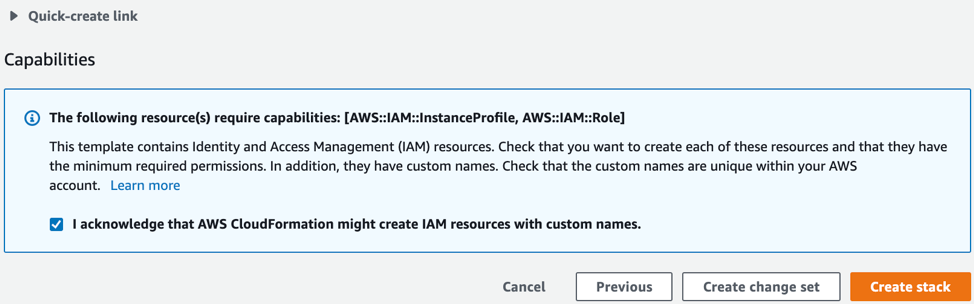 Quick-create link
Capabilities
The following resource(s) require capabilities: [AWS::IAM::InstanceProfile, AWS::IAM::Role]
This template contains Identity and Access Management (IAM) resources. Check that you want to create each of these resources and that they have
the minimum required permissions. In addition, they have custom names. Check that the custom names are unique within your AWS
account. Learn more
I acknowledge that AWS CloudFormation might create IAM resources with custom names.
Cancel Previous Create change set Create stack